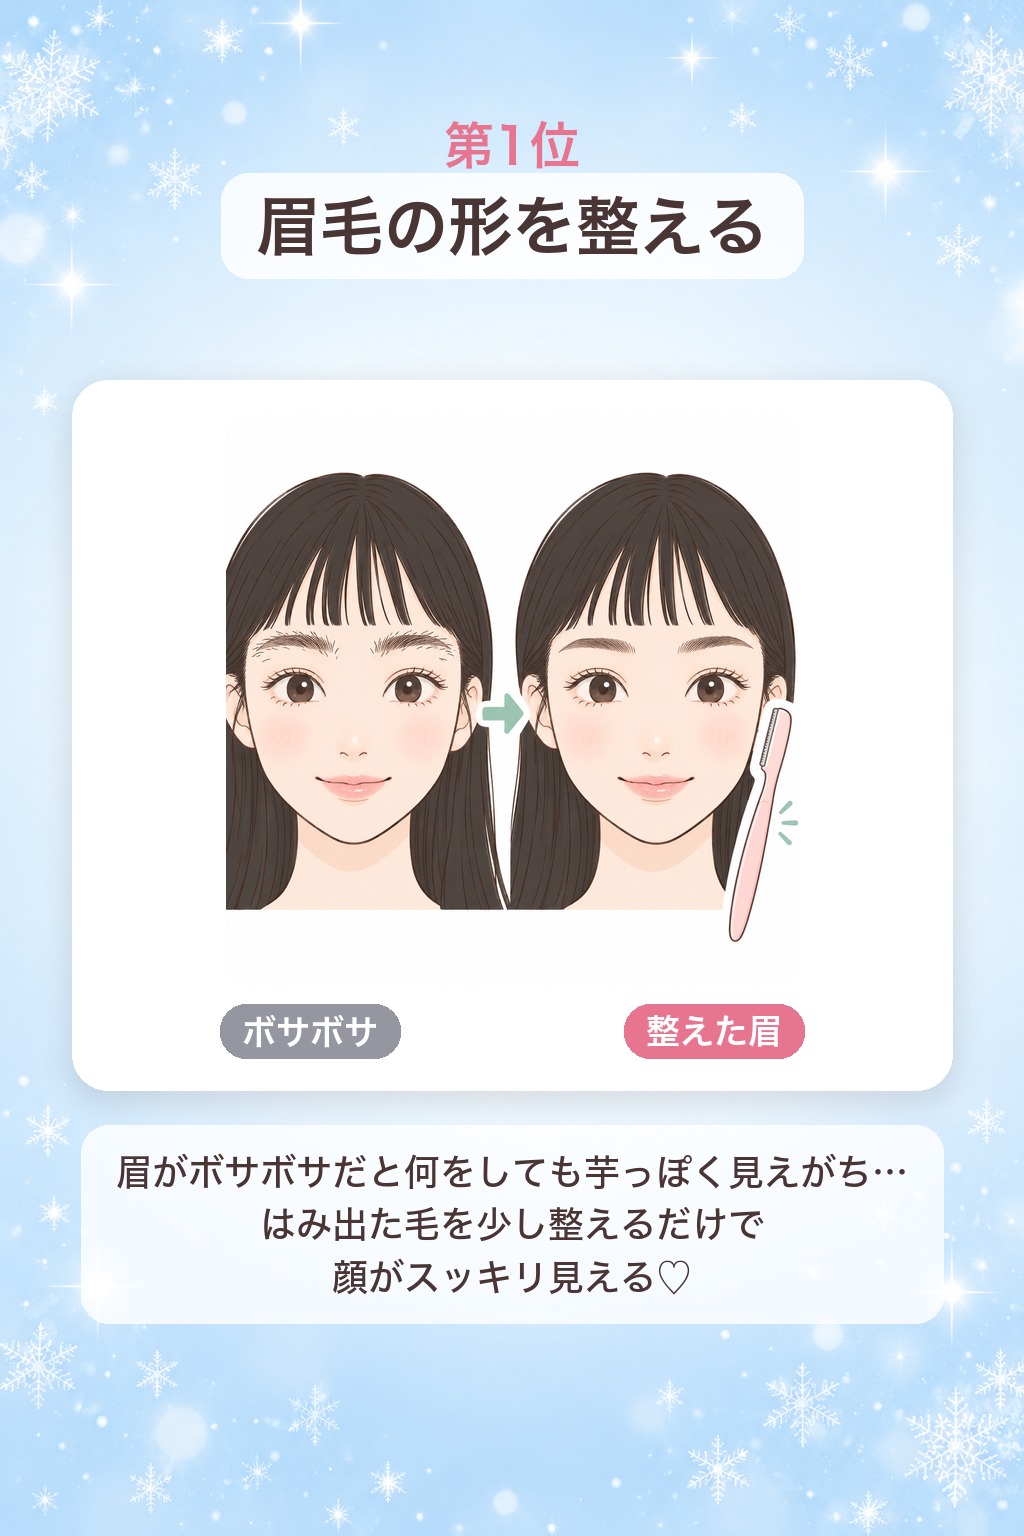 第1位
眉毛の形を整える
ボサボサ
整えた眉
眉がボサボサだと何をしても芋っぽく見えがち…
はみ出た毛を少し整えるだけで
顔がスッキリ見える♡